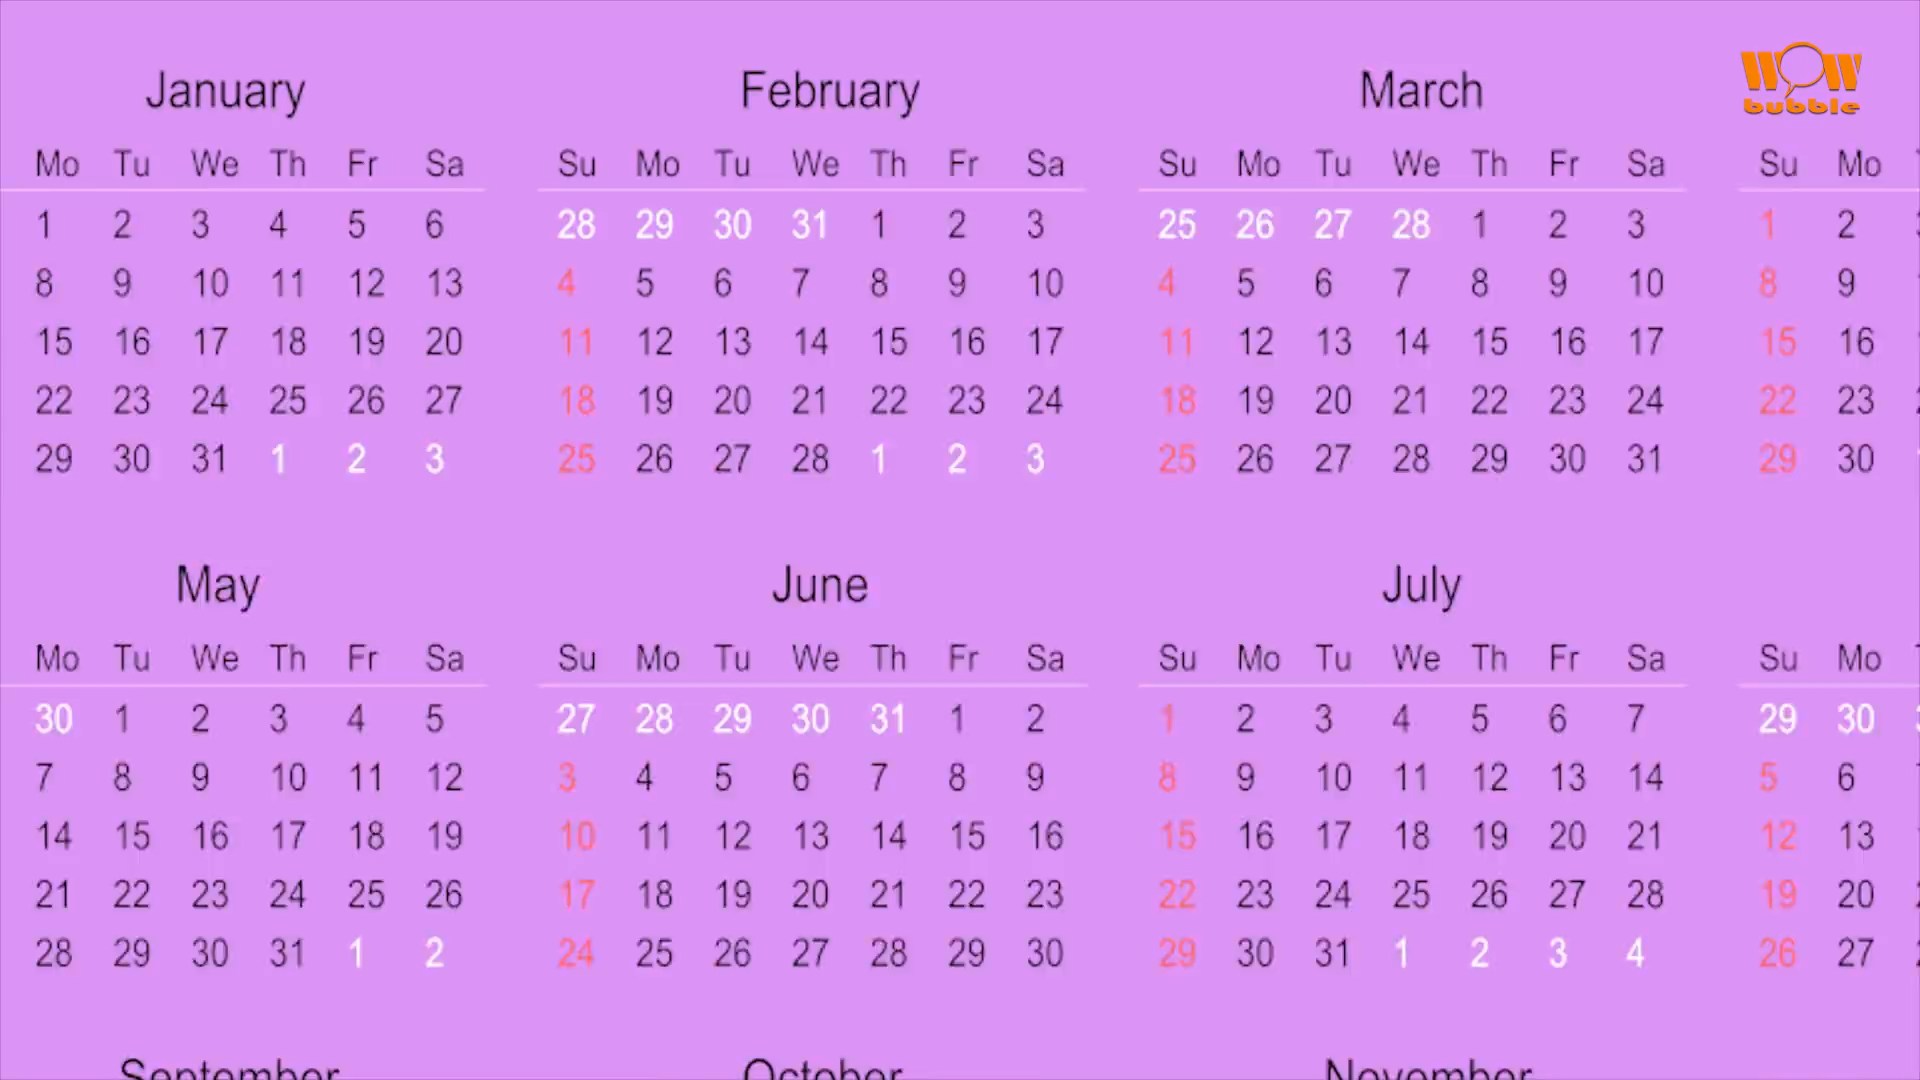 January February March
WOW
bubble
Mo Tu We Th Fr Sa Su Mo Tu We Th Fr Sa Su Mo Tu We Th Fr Sa Su Mo
1 2 3 4 5 6 28 29 30 31 1 2 3 25 26 27 28 1 2 3 1 2
8 9 10 11 12 13 4 5 6 7 8 9 10 4 5 6 7 8 9 10 8 9
15 16 17 18 19 20 11 12 13 14 15 16 17 11 12 13 14 15 16 17 15 16
22 23 24 25 26 27 18 19 20 21 22 23 24 18 19 20 21 22 23 24 22 23
29 30 31 1 2 3 25 26 27 28 1 2 3 25 26 27 28 29 30 31 29 30
May June July
Mo Tu We Th Fr Sa Su Mo Tu We Th Fr Sa Su Mo Tu We Th Fr Sa Su Mo
30 1 2 3 4 5 27 28 29 30 31 1 2 1 2 3 4 5 6 7 29 30
7 8 9 10 11 12 3 4 5 6 7 8 9 8 9 10 11 12 13 14 5 6
14 15 16 17 18 19 10 11 12 13 14 15 16 15 16 17 18 19 20 21 12 13
21 22 23 24 25 26 17 18 19 20 21 22 23 22 23 24 25 26 27 28 19 20
28 29 30 31 1 2 24 25 26 27 28 29 30 29 30 31 1 2 3 4 26 27
September October November